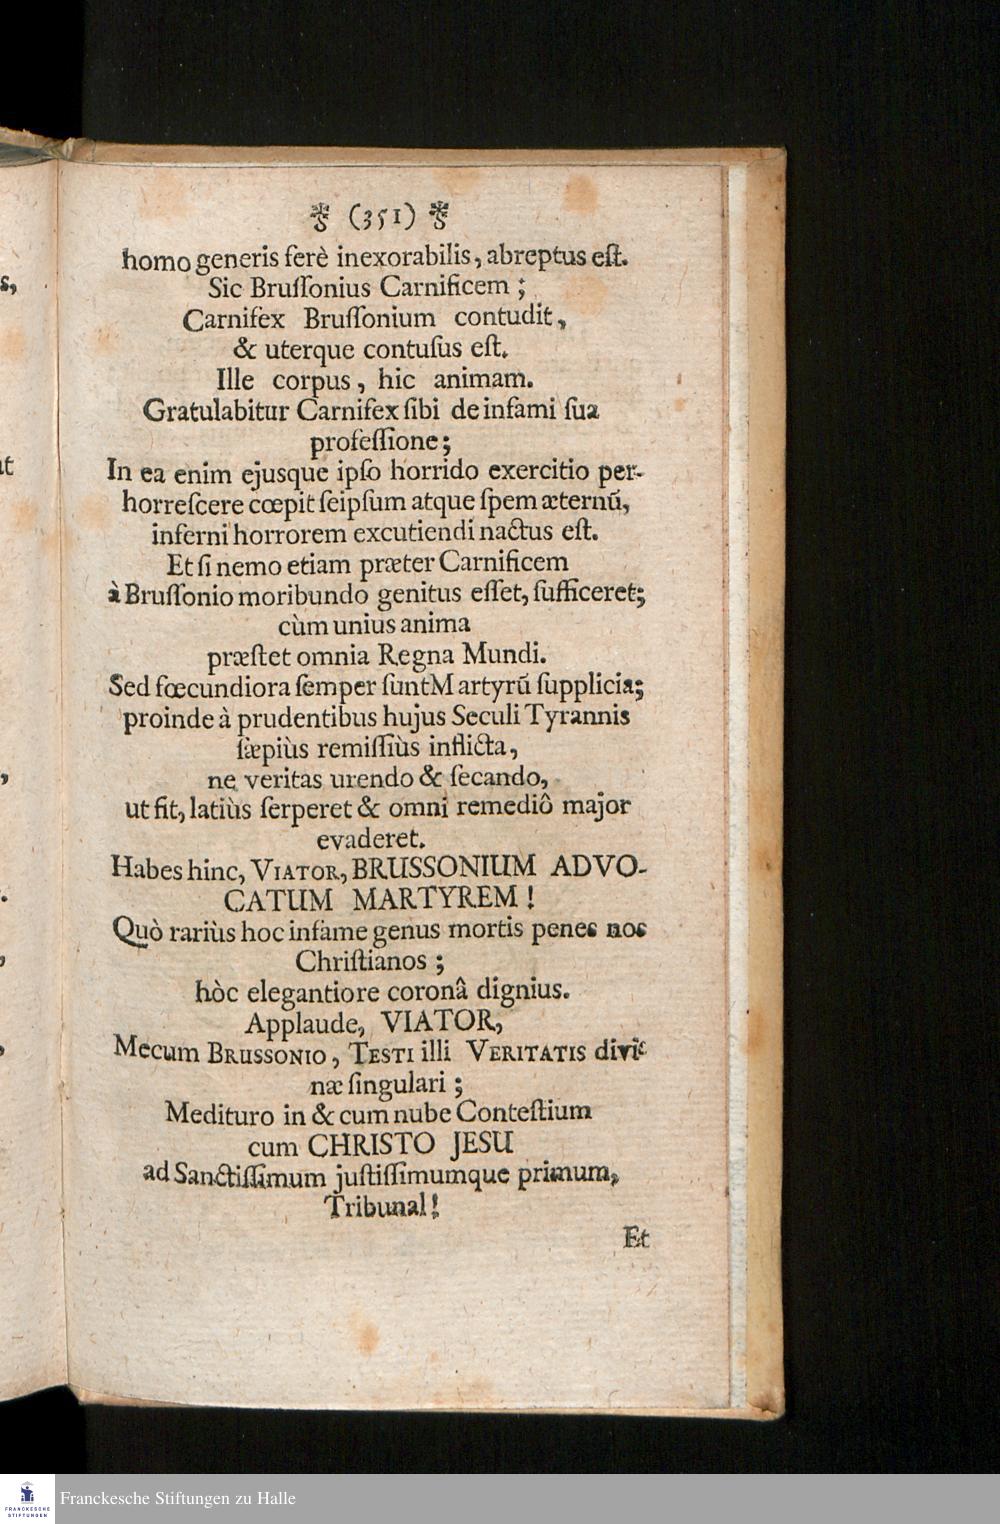 (351)
homo generis ferè inexorabilis, abreptus eſt.
Sic Bruſſonius Carnificem;
Carnifex Bruſſonium contudit,
& uterque contuſus eſt.
Ille corpus, hic animam.
Gratulabitur Carnifex ſibi de infami ſua
profeſſione;
In ea enim ejusque ipſo horrido exercitio per-
horreſcere cœpit ſeipſum atque ſpem æternũ,
inferni horrorem excutiendi nactus eſt.
Et ſi nemo etiam præter Carnificem
à Bruſſonio moribundo genitus eſſet, ſufficeret;
cùm unius anima
præſtet omnia Regna Mundi.
Sed fœcundiora ſemper ſunt Martyrũ ſupplicia;
proinde à prudentibus hujus Seculi Tyrannis
ſæpiùs remiſſiùs inflicta,
ne veritas urendo & ſecando,
ut fit, latiùs ſerperet & omni remediô major
evaderet.
Habes hinc, VIATOR, BRUSSONIUM ADVO-
CATUM MARTYREM!
Quò rariùs hoc infame genus mortis penes nos
Chriſtianos;
hòc elegantiore coronâ dignius.
Applaude, VIATOR,
Mecum BRUSSONIO, TESTI illi VERITATIS divi-
næ ſingulari;
Medituro in & cum nube Conteſtium
cum CHRISTO JESU
ad Sanctiſſimum juſtiſſimumque primum,
Tribunal!
Et
s,
at
,
.
,
,
Franckesche Stiftungen zu Halle
FRANCKESCHE
STIFTUNGEN